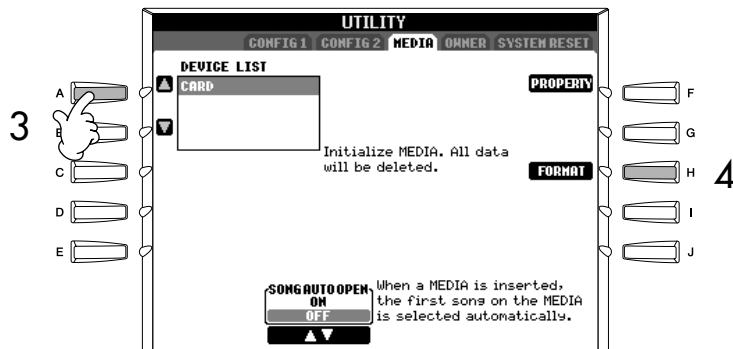 UTILITY
CONFIG 1 CONFIG 2 MEDIA OWNER SYSTEM RESET
DEVICE LIST
CARD
PROPERTY
A
F
3
B
G
Initialize MEDIA. All data
will be deleted.
FORMAT
C
H
4
D
I
E
J
SONG AUTO OPEN
ON
OFF
When a MEDIA is inserted,
the first song on the MEDIA
is selected automatically.